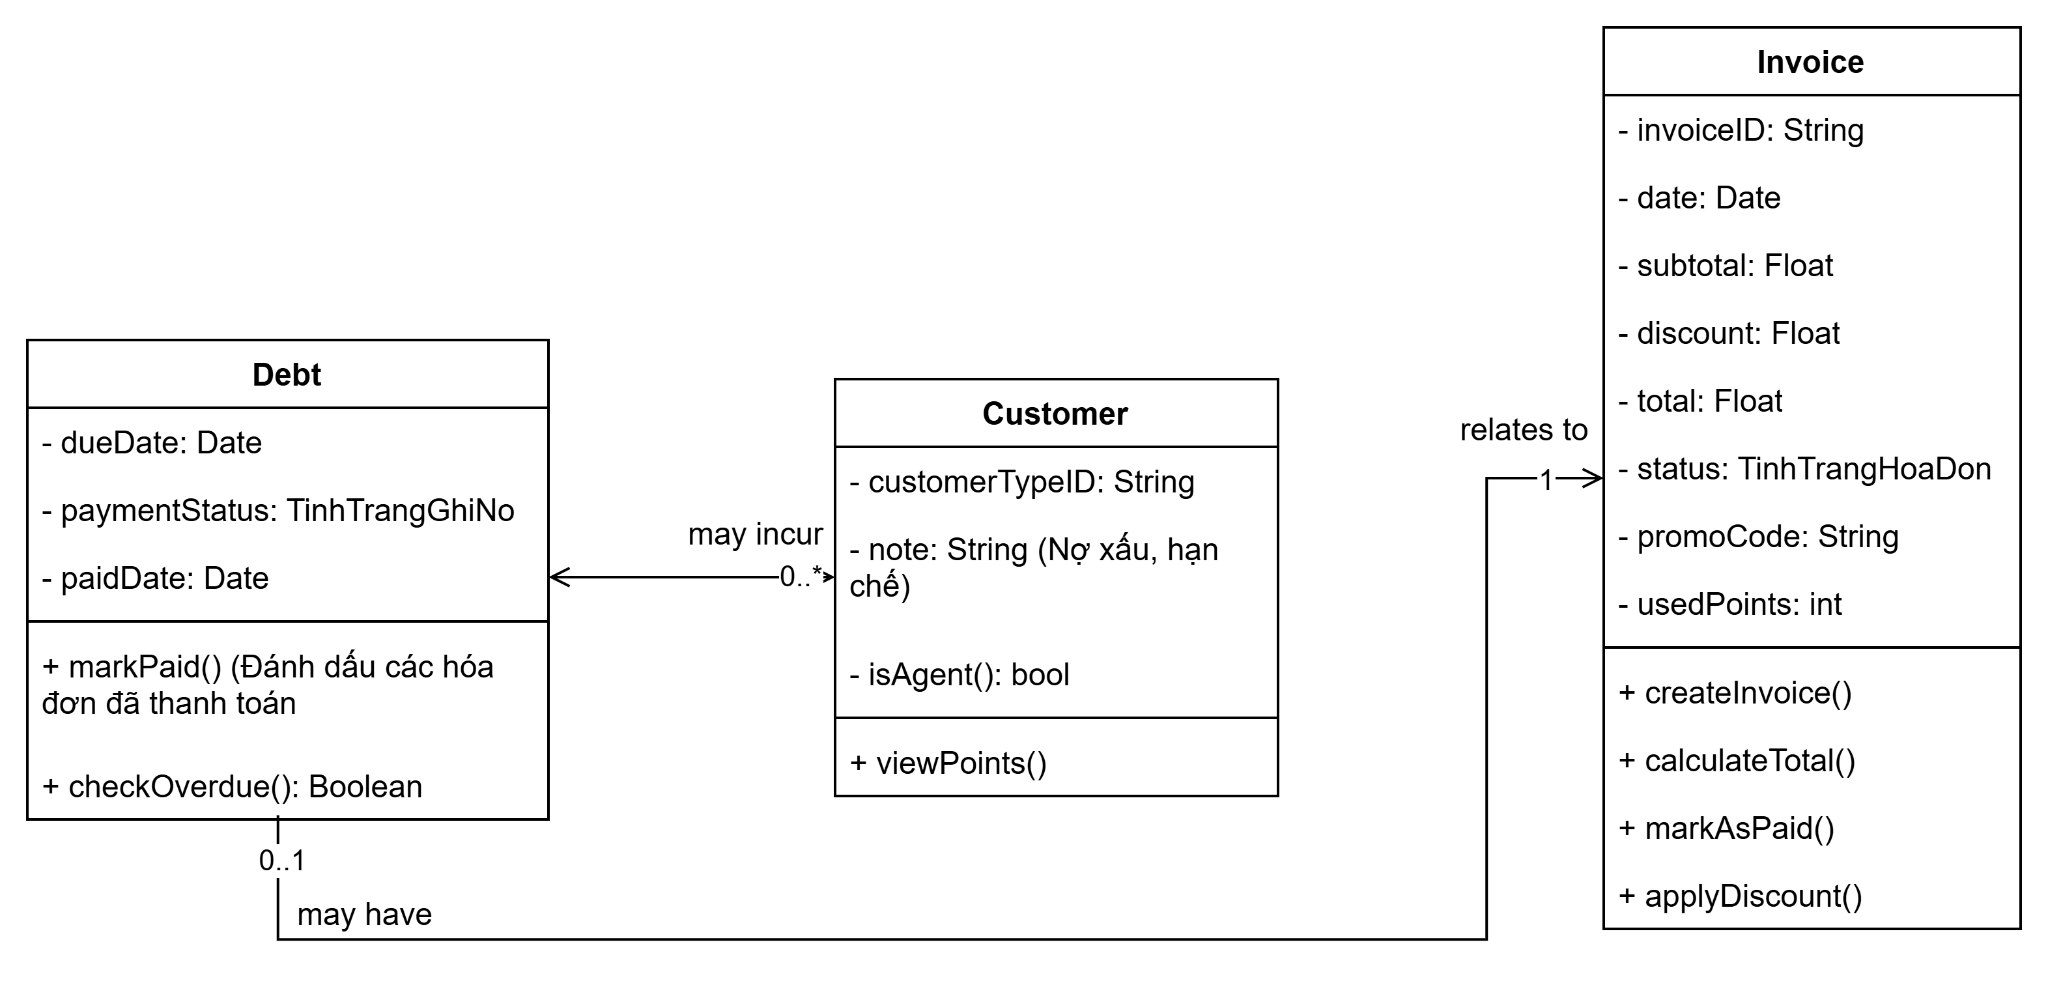 Debt
- dueDate: Date
- paymentStatus: TinhTrangGhiNo
- paidDate: Date
+ markPaid() (Đánh dấu các hóa
đơn đã thanh toán
+ checkOverdue(): Boolean
0..1
may have
may incur
0..*
Customer
- customerTypeID: String
- note: String (Nợ xấu, hạn
chế)
- isAgent(): bool
+ viewPoints()
relates to
1
Invoice
- invoiceID: String
- date: Date
- subtotal: Float
- discount: Float
- total: Float
- status: TinhTrangHoaDon
- promoCode: String
- usedPoints: int
+ createInvoice()
+ calculateTotal()
+ markAsPaid()
+ applyDiscount()